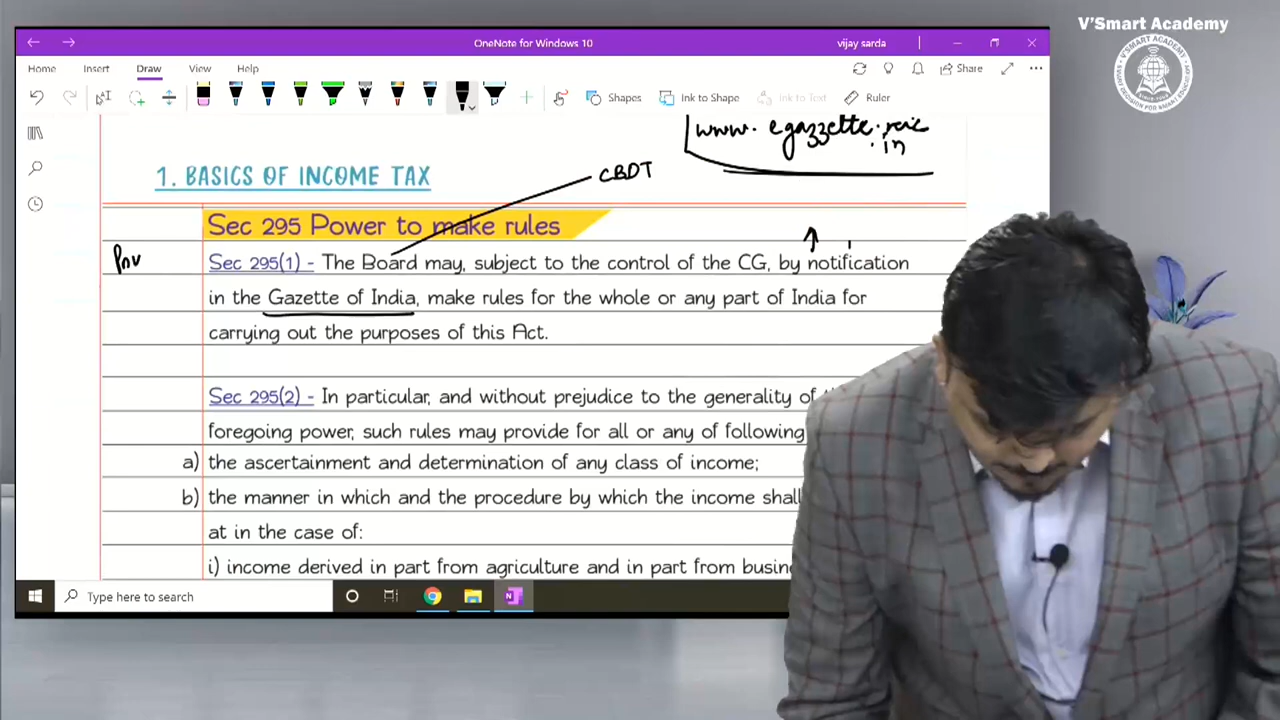 V'Smart Academy
OneNote for Windows 10
vijay sarda
Home Insert Draw View Help
Share
Shapes
Ink to Shape
Ink to Text
Ruler
www. egazzette.nic
.in
1. BASICS OF INCOME TAX
CBDT
Sec 295 Power to make rules
Sec 295(1) - The Board may, subject to the control of the CG, by notification
in the Gazette of India, make rules for the whole or any part of India for
carrying out the purposes of this Act.
Sec 295(2) - In particular, and without prejudice to the generality of
foregoing power, such rules may provide for all or any of following
a) the ascertainment and determination of any class of income;
b) the manner in which and the procedure by which the income shall
at in the case of:
i) income derived in part from agriculture and in part from
Type here to search